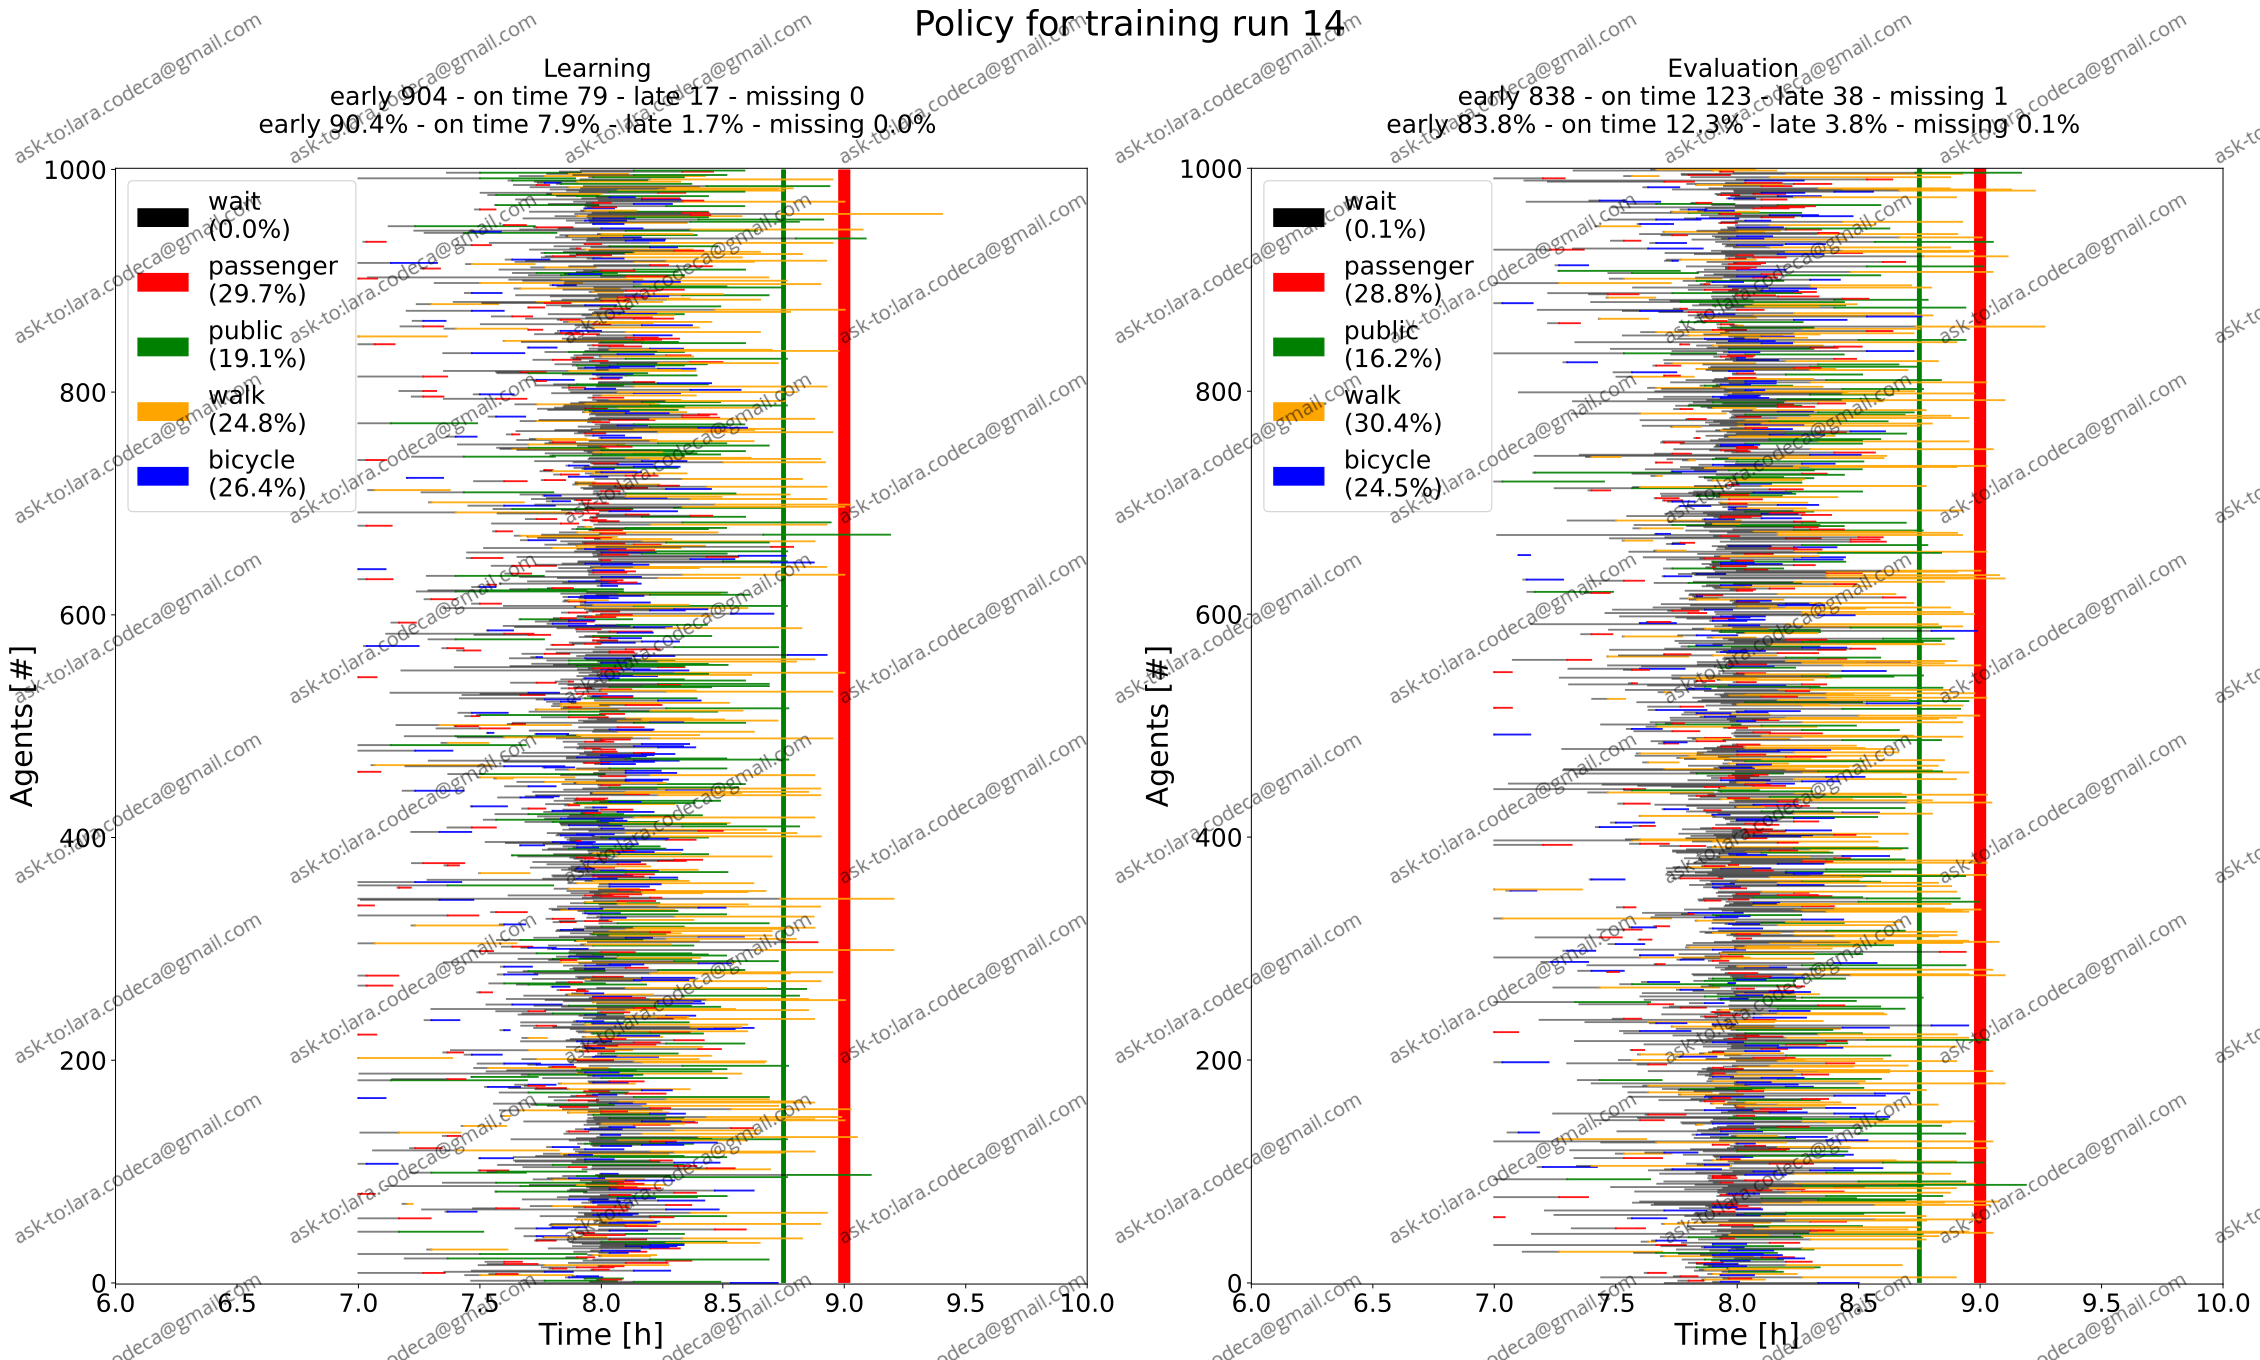 Policy for training run 14
Learning
early 904 - on time 79 - late 17 - missing 0
early 90.4% - on time 7.9% - late 1.7% - missing 0.0%
Agents [#]
1000
800
600
400
200
0
wait
(0.0%)
passenger
(29.7%)
public
(19.1%)
walk
(24.8%)
bicycle
(26.4%)
6.0 6.5 7.0 7.5 8.0 8.5 9.0 9.5 10.0
Time [h]
Evaluation
early 838 - on time 123 - late 38 - missing 1
early 83.8% - on time 12.3% - late 3.8% - missing 0.1%
Agents [#]
1000
800
600
400
200
0
wait
(0.1%)
passenger
(28.8%)
public
(16.2%)
walk
(30.4%)
bicycle
(24.5%)
6.0 6.5 7.0 7.5 8.0 8.5 9.0 9.5 10.0
Time [h]
ask-to:lara.codeca@gmail.com